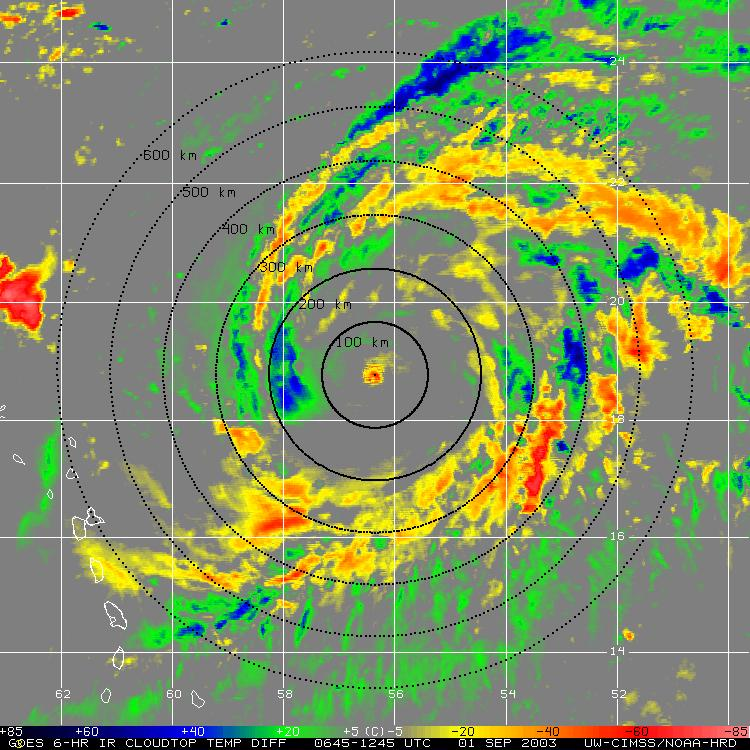 24
600 km
22
500 km
400 km
300 km
200 km
20
100 km
18
16
14
62 60 58 56 54 52
+85 +60 +40 +20 +5 (C) -5 -20 -40 -60 -85
GOES 6-HR IR CLOUDTOP TEMP DIFF 0645-1245 UTC 01 SEP 2003 UW-CIMSS/NOAA-HRD